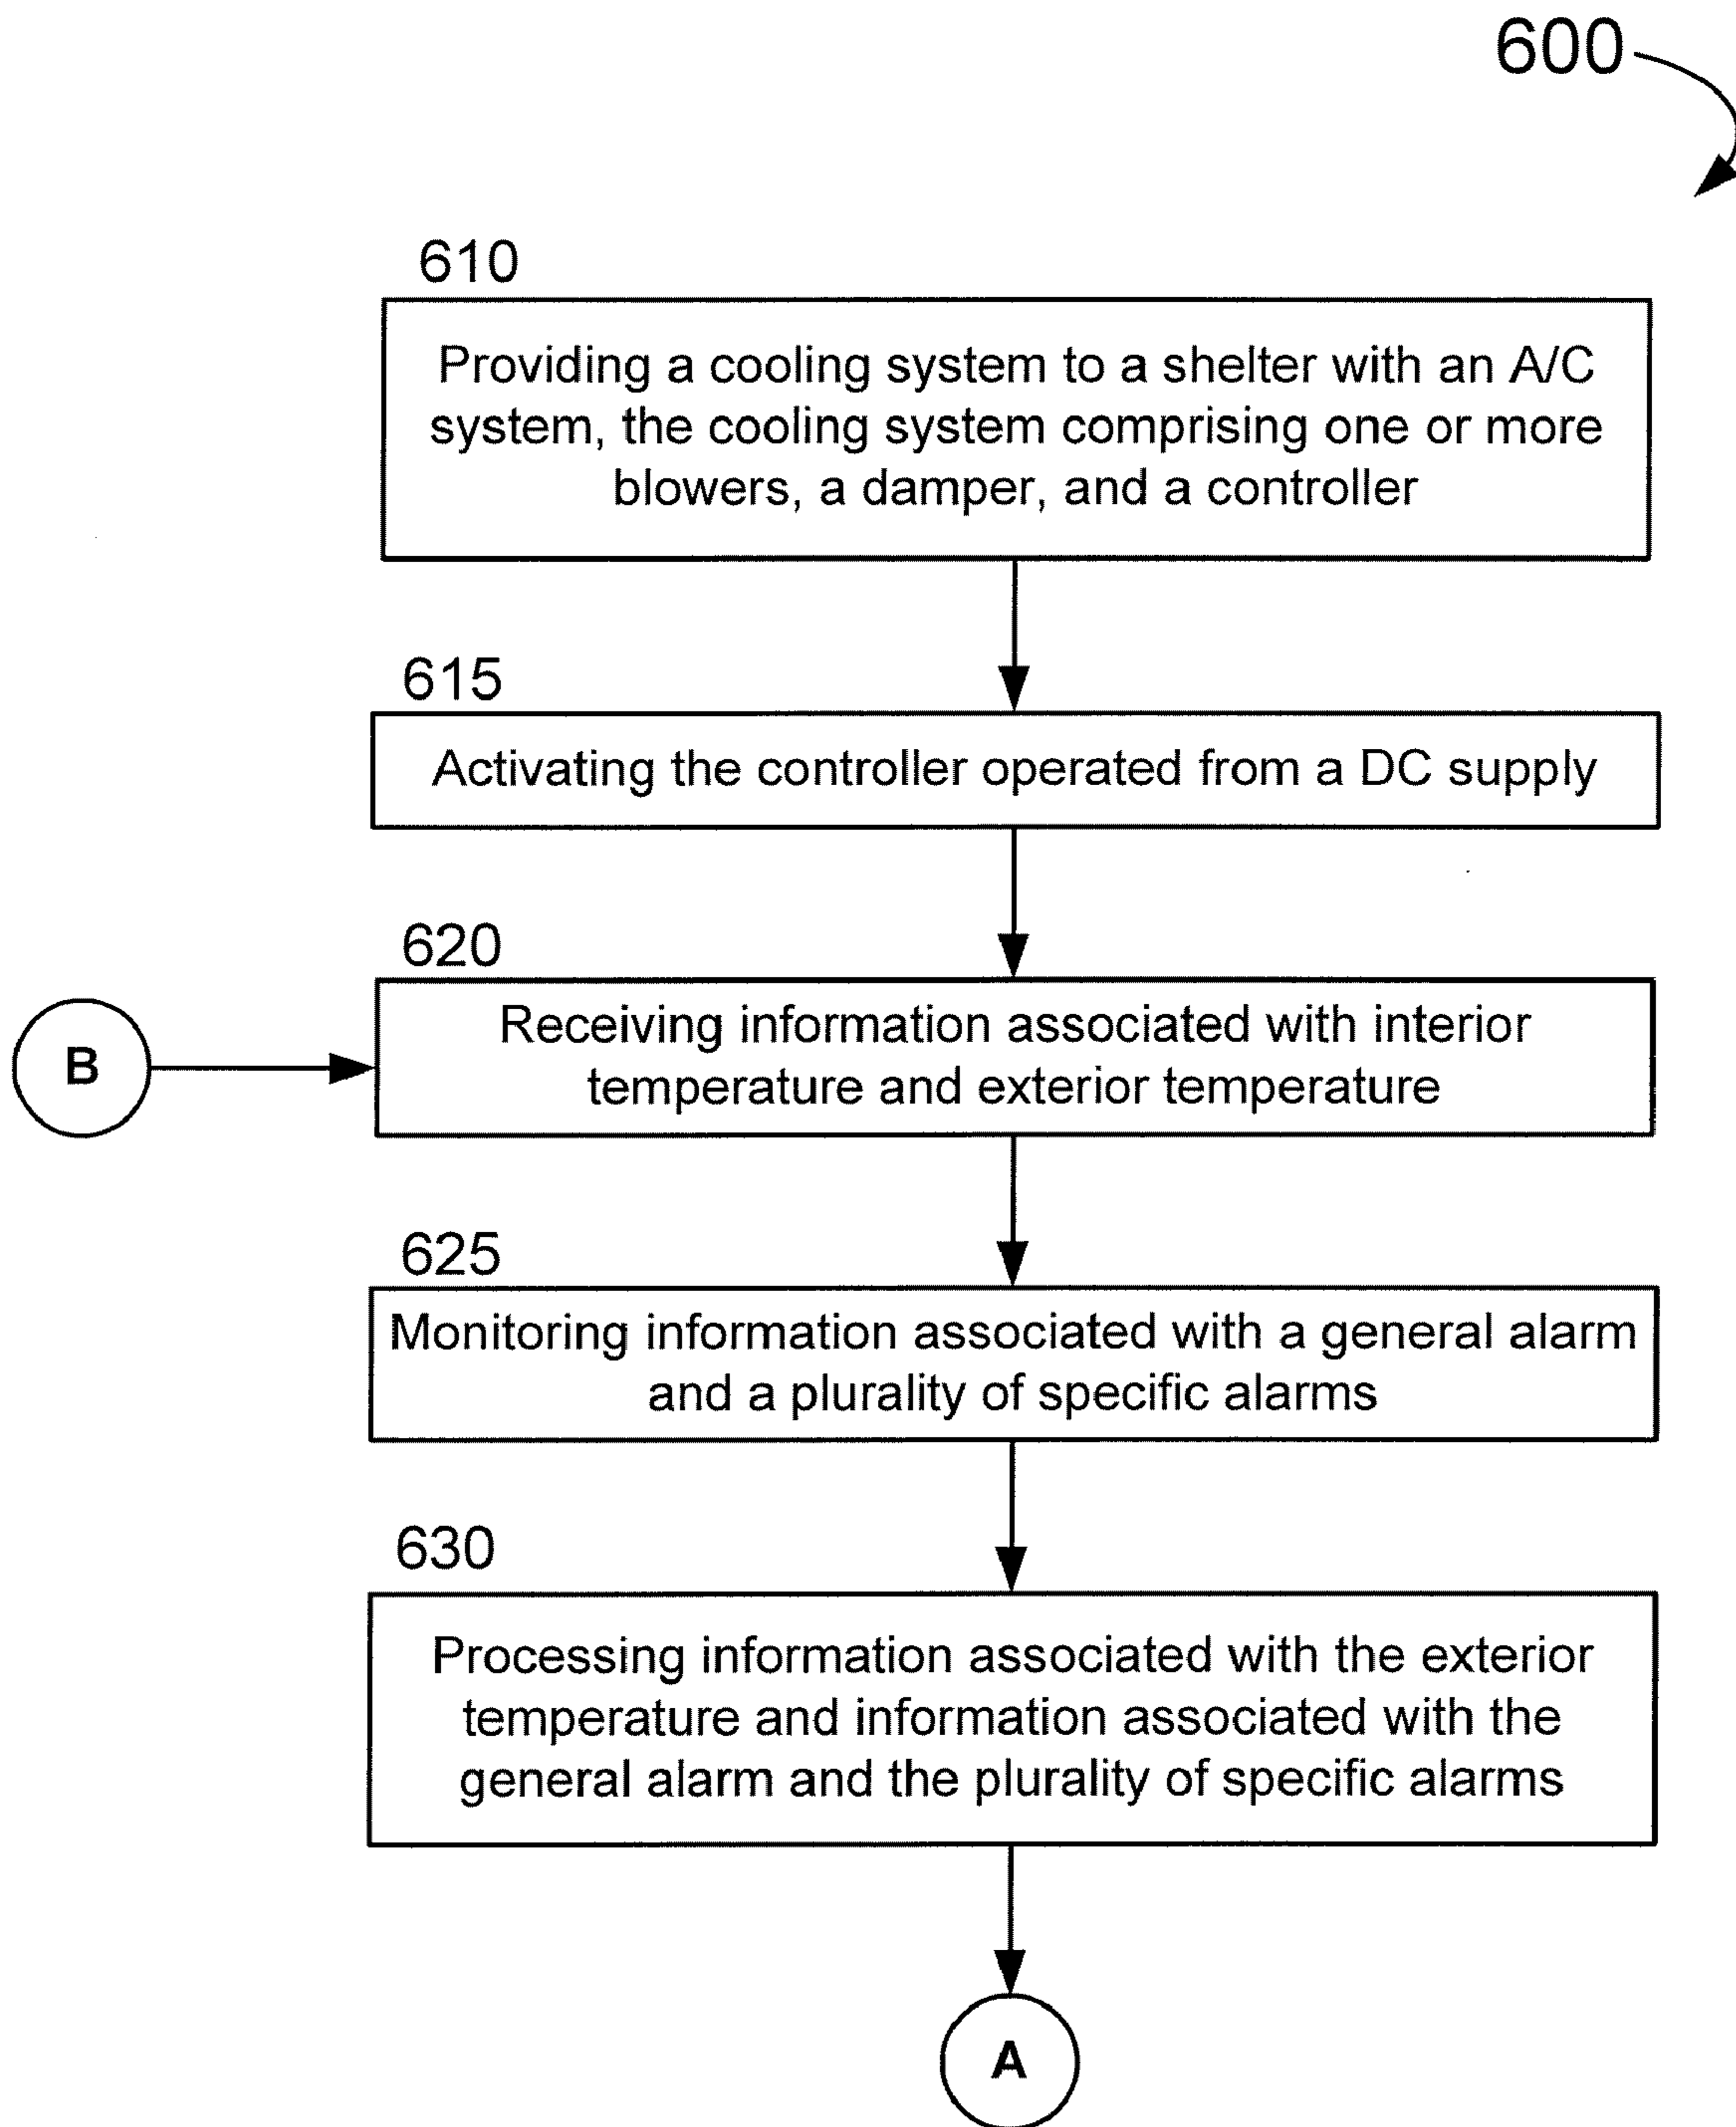 600
610
Providing a cooling system to a shelter with an A/C
system, the cooling system comprising one or more
blowers, a damper, and a controller
615
Activating the controller operated from a DC supply
620
B
Receiving information associated with interior
temperature and exterior temperature
625
Monitoring information associated with a general alarm
and a plurality of specific alarms
630
Processing information associated with the exterior
temperature and information associated with the
general alarm and the plurality of specific alarms
A